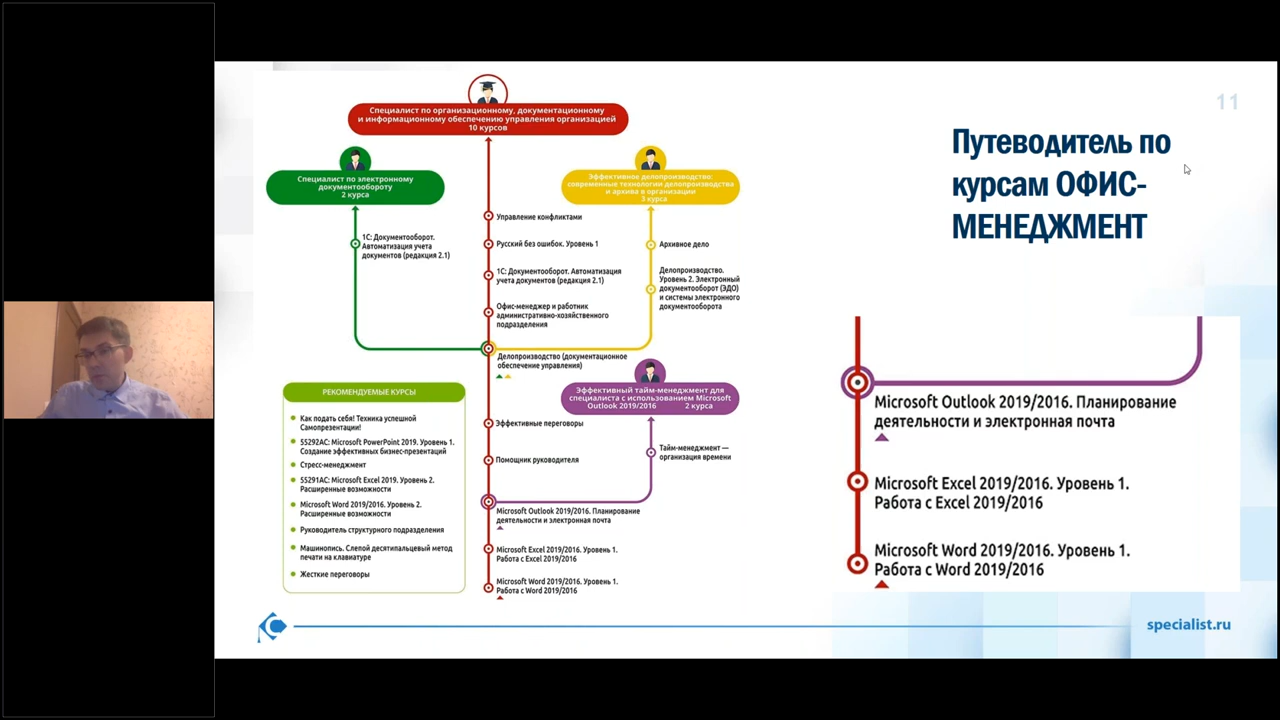 11
Путеводитель по
курсам ОФИС-
МЕНЕДЖМЕНТ
Специалист по организационному, документационному
и информационному обеспечению управления организацией
10 курсов
Специалист по электронному
документообороту
2 курса
Эффективное делопроизводство:
современные технологии делопроизводства
и архива в организации
3 курса
Управление конфликтами
Русский без ошибок. Уровень 1
1С: Документооборот. Автоматизация
учета документов (редакция 2.1)
Офис-менеджер и работник
административно-хозяйственного
подразделения
1С: Документооборот.
Автоматизация учета
документов (редакция 2.1)
Архивное дело
Делопроизводство.
Уровень 2. Электронный
документооборот (ЭДО)
и системы электронного
документооборота
Делопроизводство (документационное
обеспечение управления)
Эффективный тайм-менеджмент для
специалиста с использованием Microsoft
Outlook 2019/2016 2 курса
Эффективные переговоры
Помощник руководителя
Тайм-менеджмент —
организация времени
Microsoft Outlook 2019/2016. Планирование
деятельности и электронная почта
Microsoft Excel 2019/2016. Уровень 1.
Работа с Excel 2019/2016
Microsoft Word 2019/2016. Уровень 1.
Работа с Word 2019/2016
РЕКОМЕНДУЕМЫЕ КУРСЫ
Как подать себя! Техника успешной
Самопрезентации!
55292AC: Microsoft PowerPoint 2019. Уровень 1.
Создание эффективных бизнес-презентаций
Стресс-менеджмент
55291AC: Microsoft Excel 2019. Уровень 2.
Расширенные возможности
Microsoft Word 2019/2016. Уровень 2.
Расширенные возможности
Руководитель структурного подразделения
Машинопись. Слепой десятипальцевый метод
печати на клавиатуре
Жесткие переговоры
Microsoft Outlook 2019/2016. Планирование
деятельности и электронная почта
Microsoft Excel 2019/2016. Уровень 1.
Работа с Excel 2019/2016
Microsoft Word 2019/2016. Уровень 1.
Работа с Word 2019/2016
specialist.ru